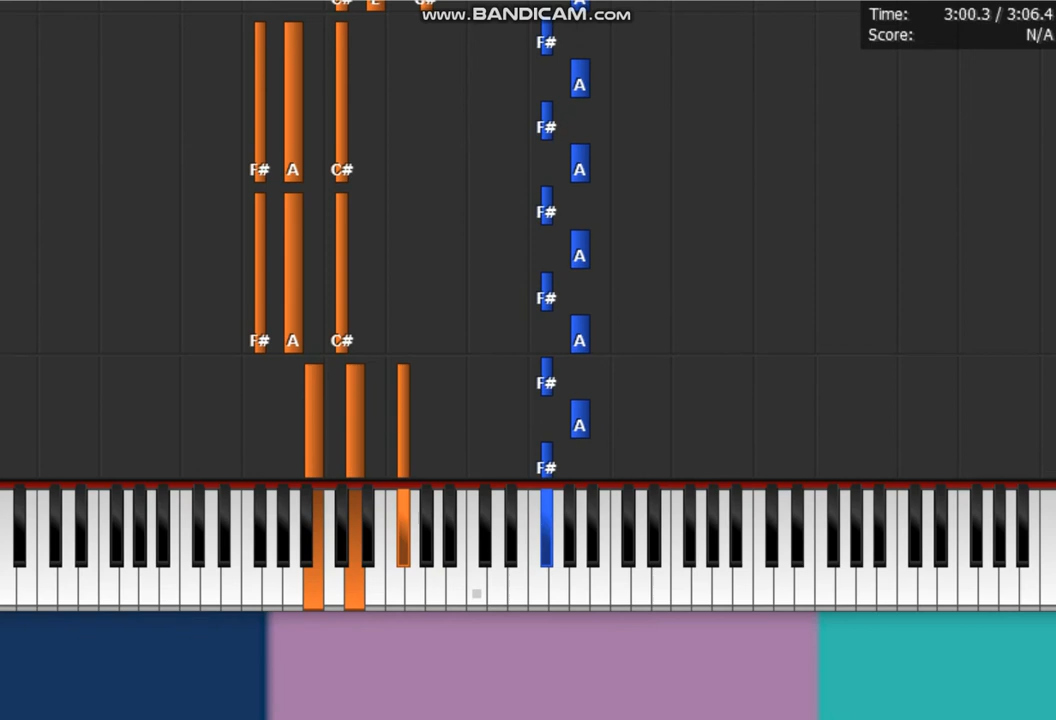 C# E G# A
www.BANDICAM.com
Time: 3:00.3 / 3:06.4
Score: N/A
F#
A
F#
F# A C# A
F#
A
F#
F# A C# A
F#
A
F#